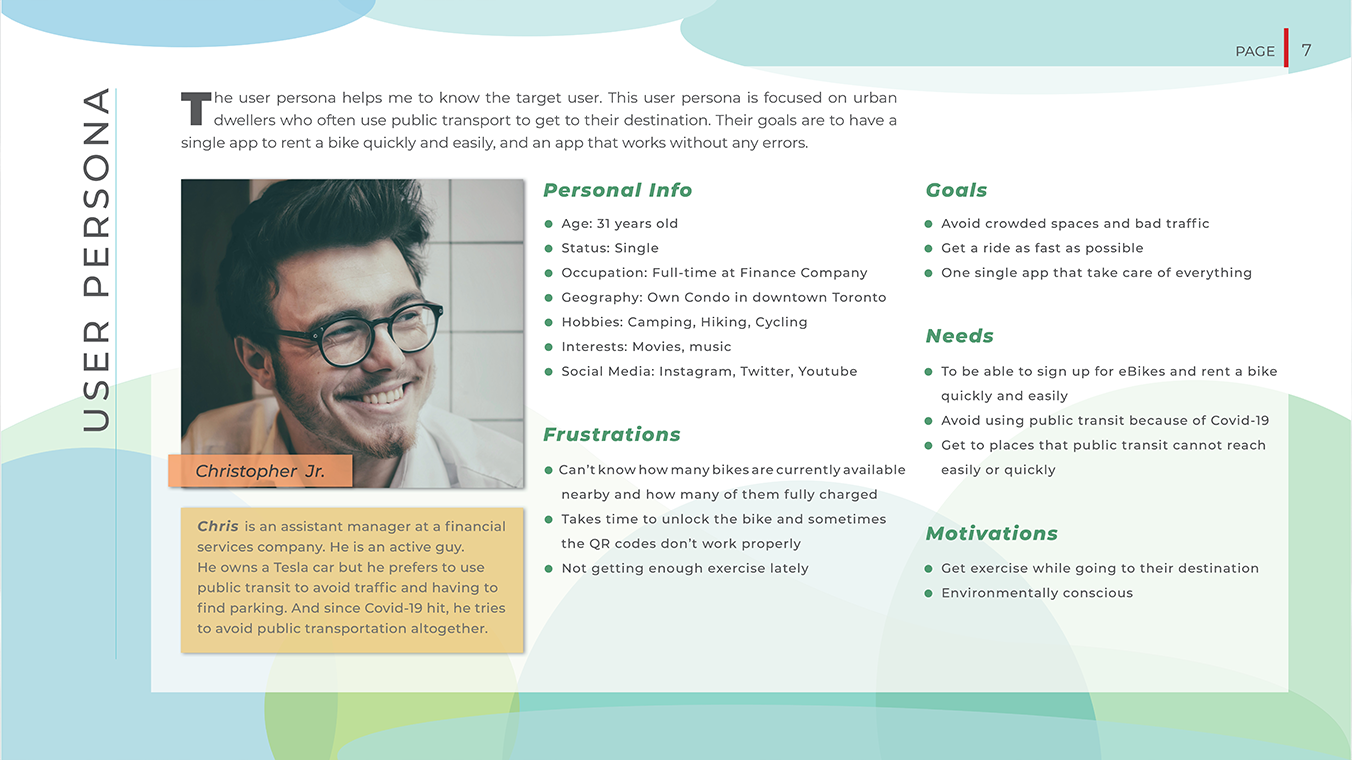 PAGE 7
USER PERSONA
The user persona helps me to know the target user. This user persona is focused on urban
dwellers who often use public transport to get to their destination. Their goals are to have a
single app to rent a bike quickly and easily, and an app that works without any errors.
Christopher Jr.
Chris is an assistant manager at a financial
services company. He is an active guy.
He owns a Tesla car but he prefers to use
public transit to avoid traffic and having to
find parking. And since Covid-19 hit, he tries
to avoid public transportation altogether.
Personal Info
Age: 31 years old
Status: Single
Occupation: Full-time at Finance Company
Geography: Own Condo in downtown Toronto
Hobbies: Camping, Hiking, Cycling
Interests: Movies, music
Social Media: Instagram, Twitter, Youtube
Frustrations
Can't know how many bikes are currently available
nearby and how many of them fully charged
Takes time to unlock the bike and sometimes
the QR codes don't work properly
Not getting enough exercise lately
Goals
Avoid crowded spaces and bad traffic
Get a ride as fast as possible
One single app that take care of everything
Needs
To be able to sign up for eBikes and rent a bike
quickly and easily
Avoid using public transit because of Covid-19
Get to places that public transit cannot reach
easily or quickly
Motivations
Get exercise while going to their destination
Environmentally conscious